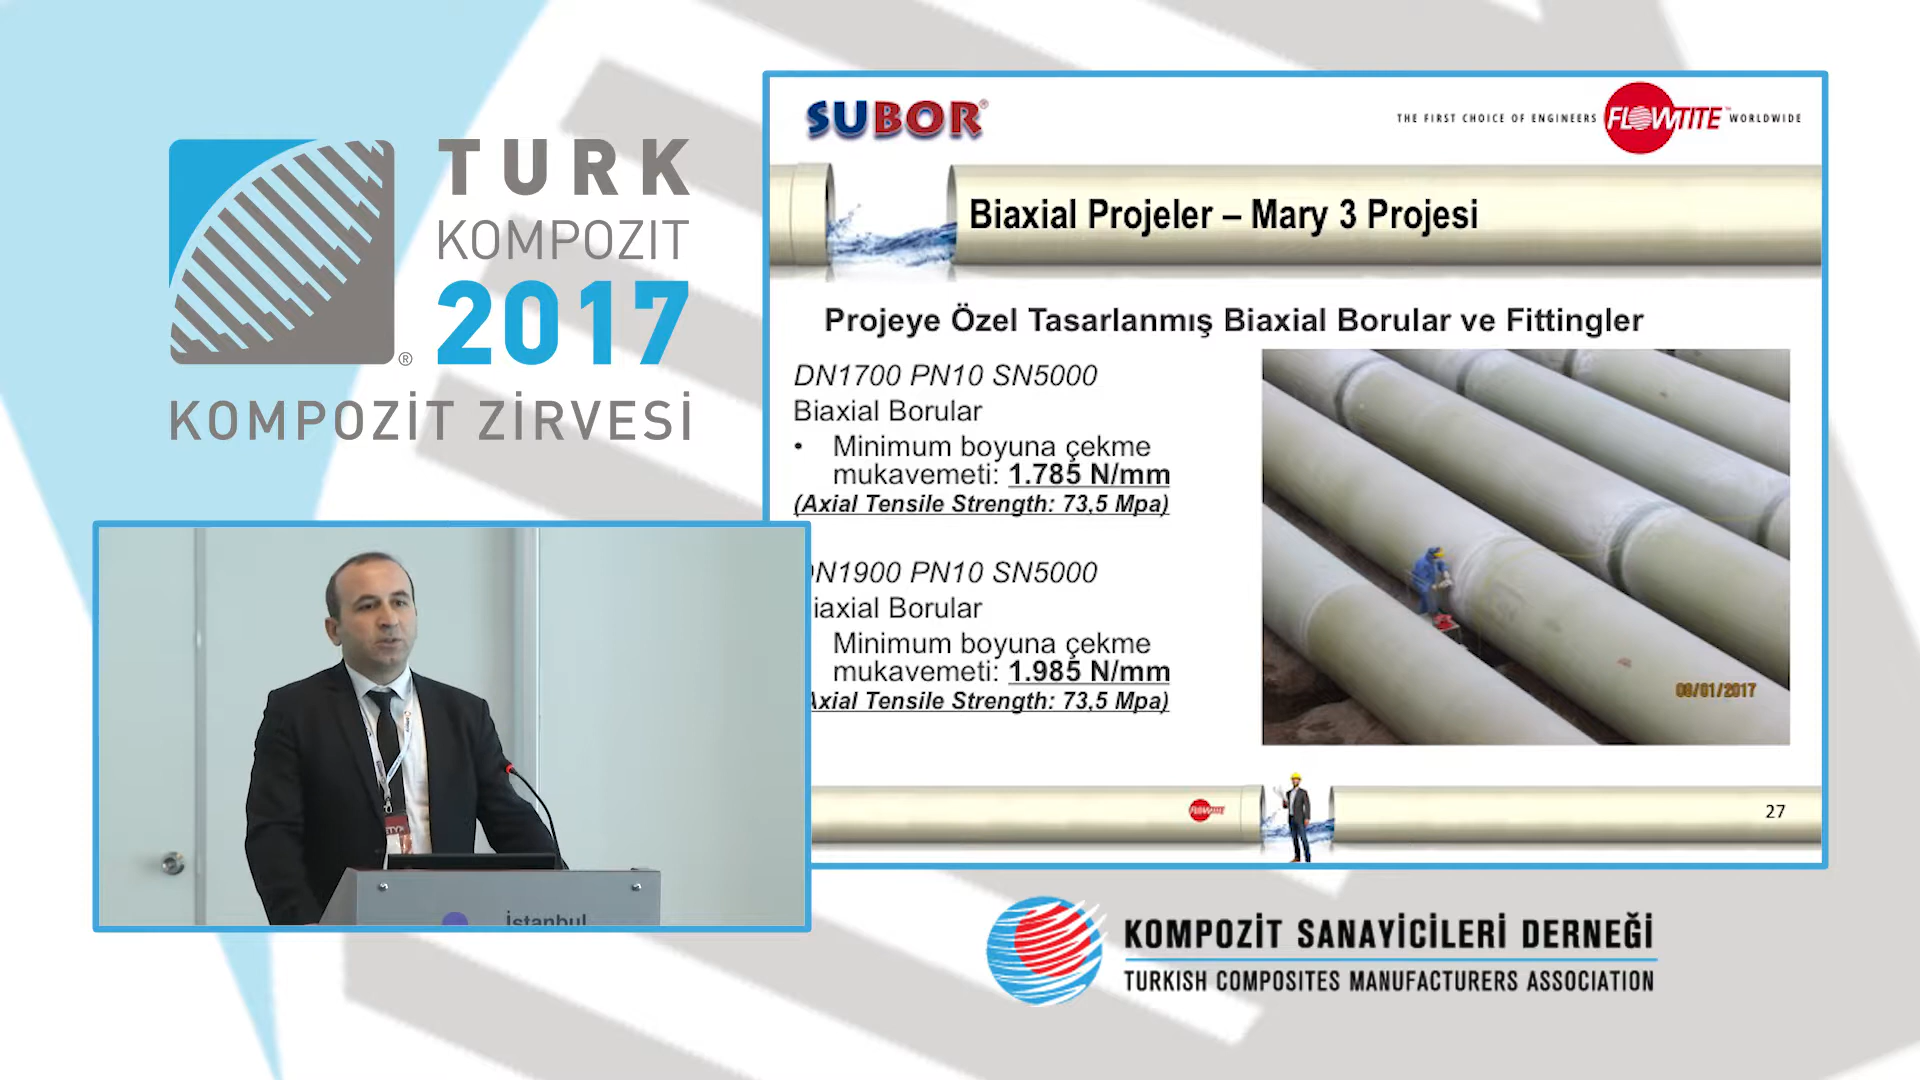 TURK
KOMPOZIT
2017
®
KOMPOZİT ZİRVESİ
SUBOR®
THE FIRST CHOICE OF ENGINEERS FLOWTITE™ WORLDWIDE
Biaxial Projeler – Mary 3 Projesi
Projeye Özel Tasarlanmış Biaxial Borular ve Fittingler
DN1700 PN10 SN5000
Biaxial Borular
• Minimum boyuna çekme
mukavemeti: 1.785 N/mm
(Axial Tensile Strength: 73,5 Mpa)
N1900 PN10 SN5000
iaxial Borular
Minimum boyuna çekme
mukavemeti: 1.985 N/mm
Axial Tensile Strength: 73,5 Mpa)
06/01/2017
FLOWTITE
27
İstanbul
KOMPOZİT SANAYİCİLERİ DERNEĞİ
TURKISH COMPOSITES MANUFACTURERS ASSOCIATION